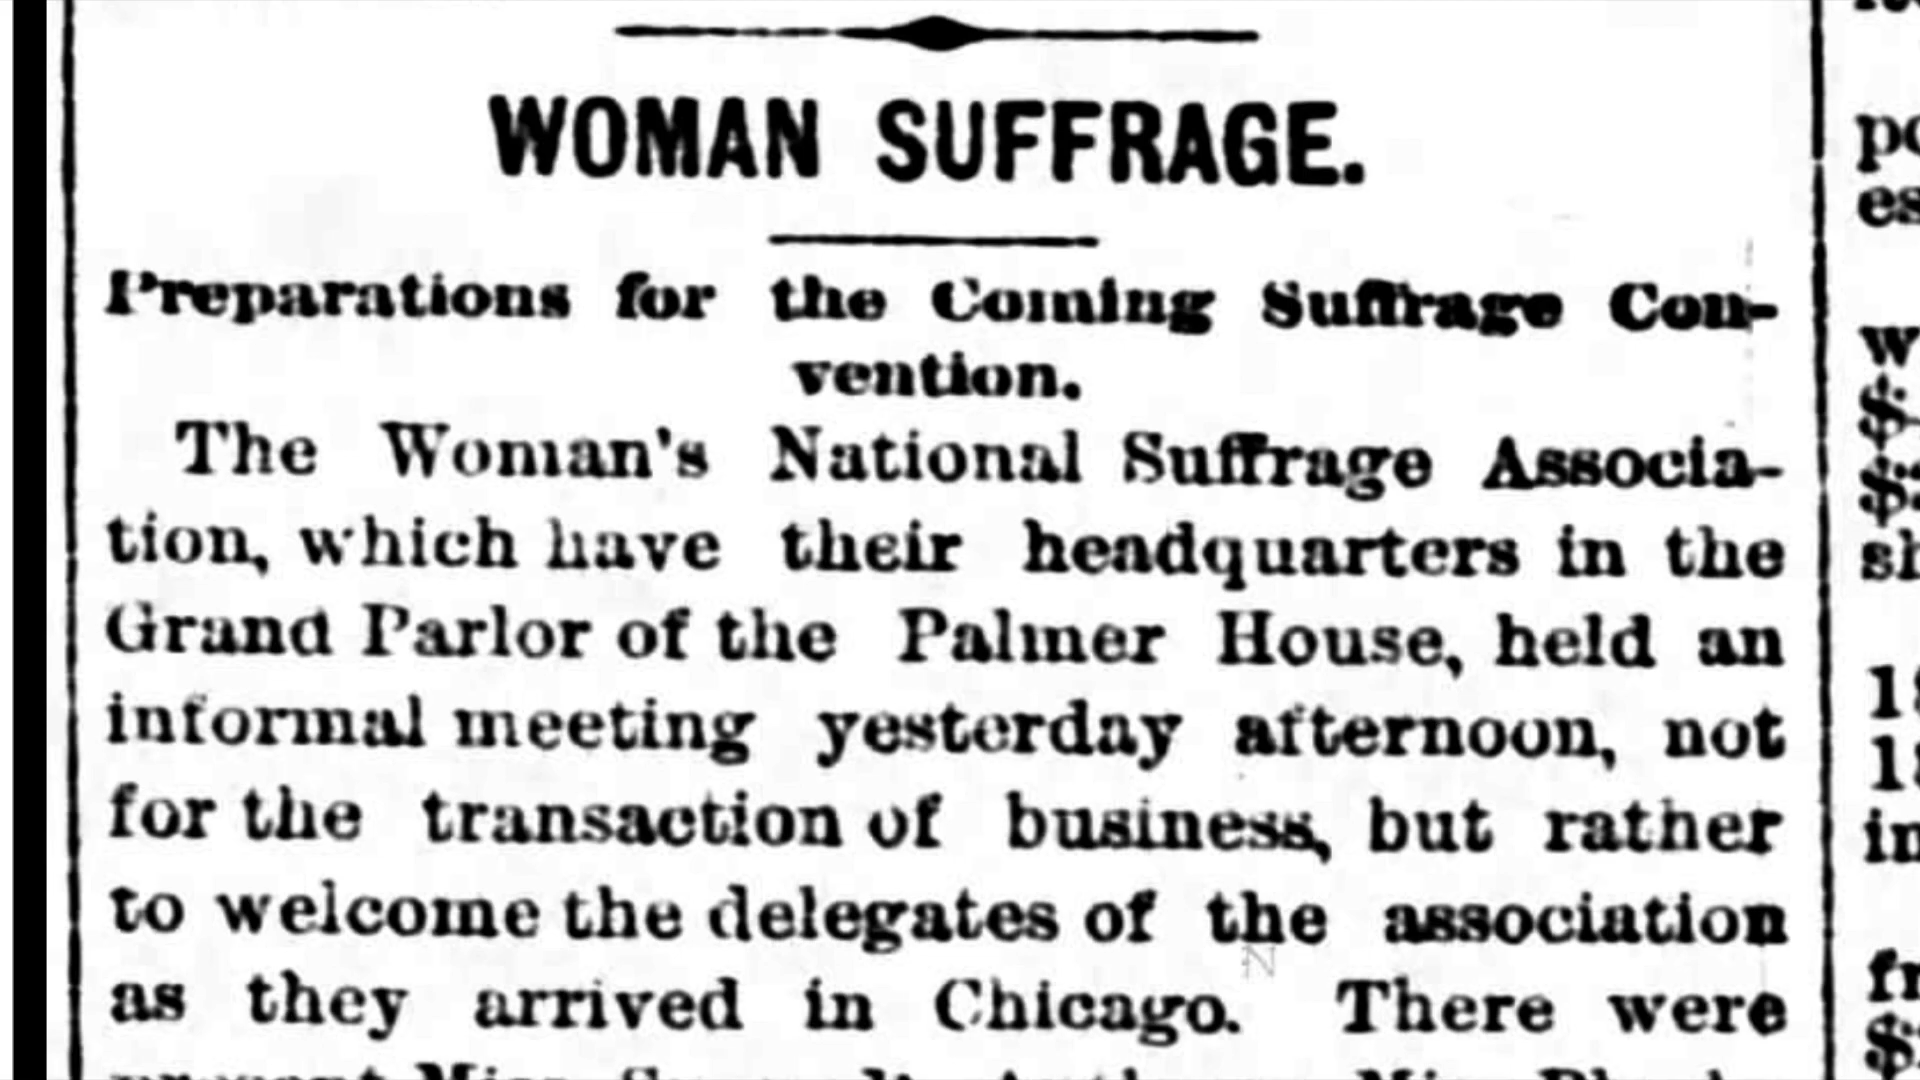 WOMAN SUFFRAGE.
Preparations for the Coming Suffrage Con-
vention.
The Woman's National Suffrage Associa-
tion, which have their headquarters in the
Grand Parlor of the Palmer House, held an
informal meeting yesterday afternoon, not
for the transaction of business, but rather
to welcome the delegates of the association
as they arrived in Chicago. There were